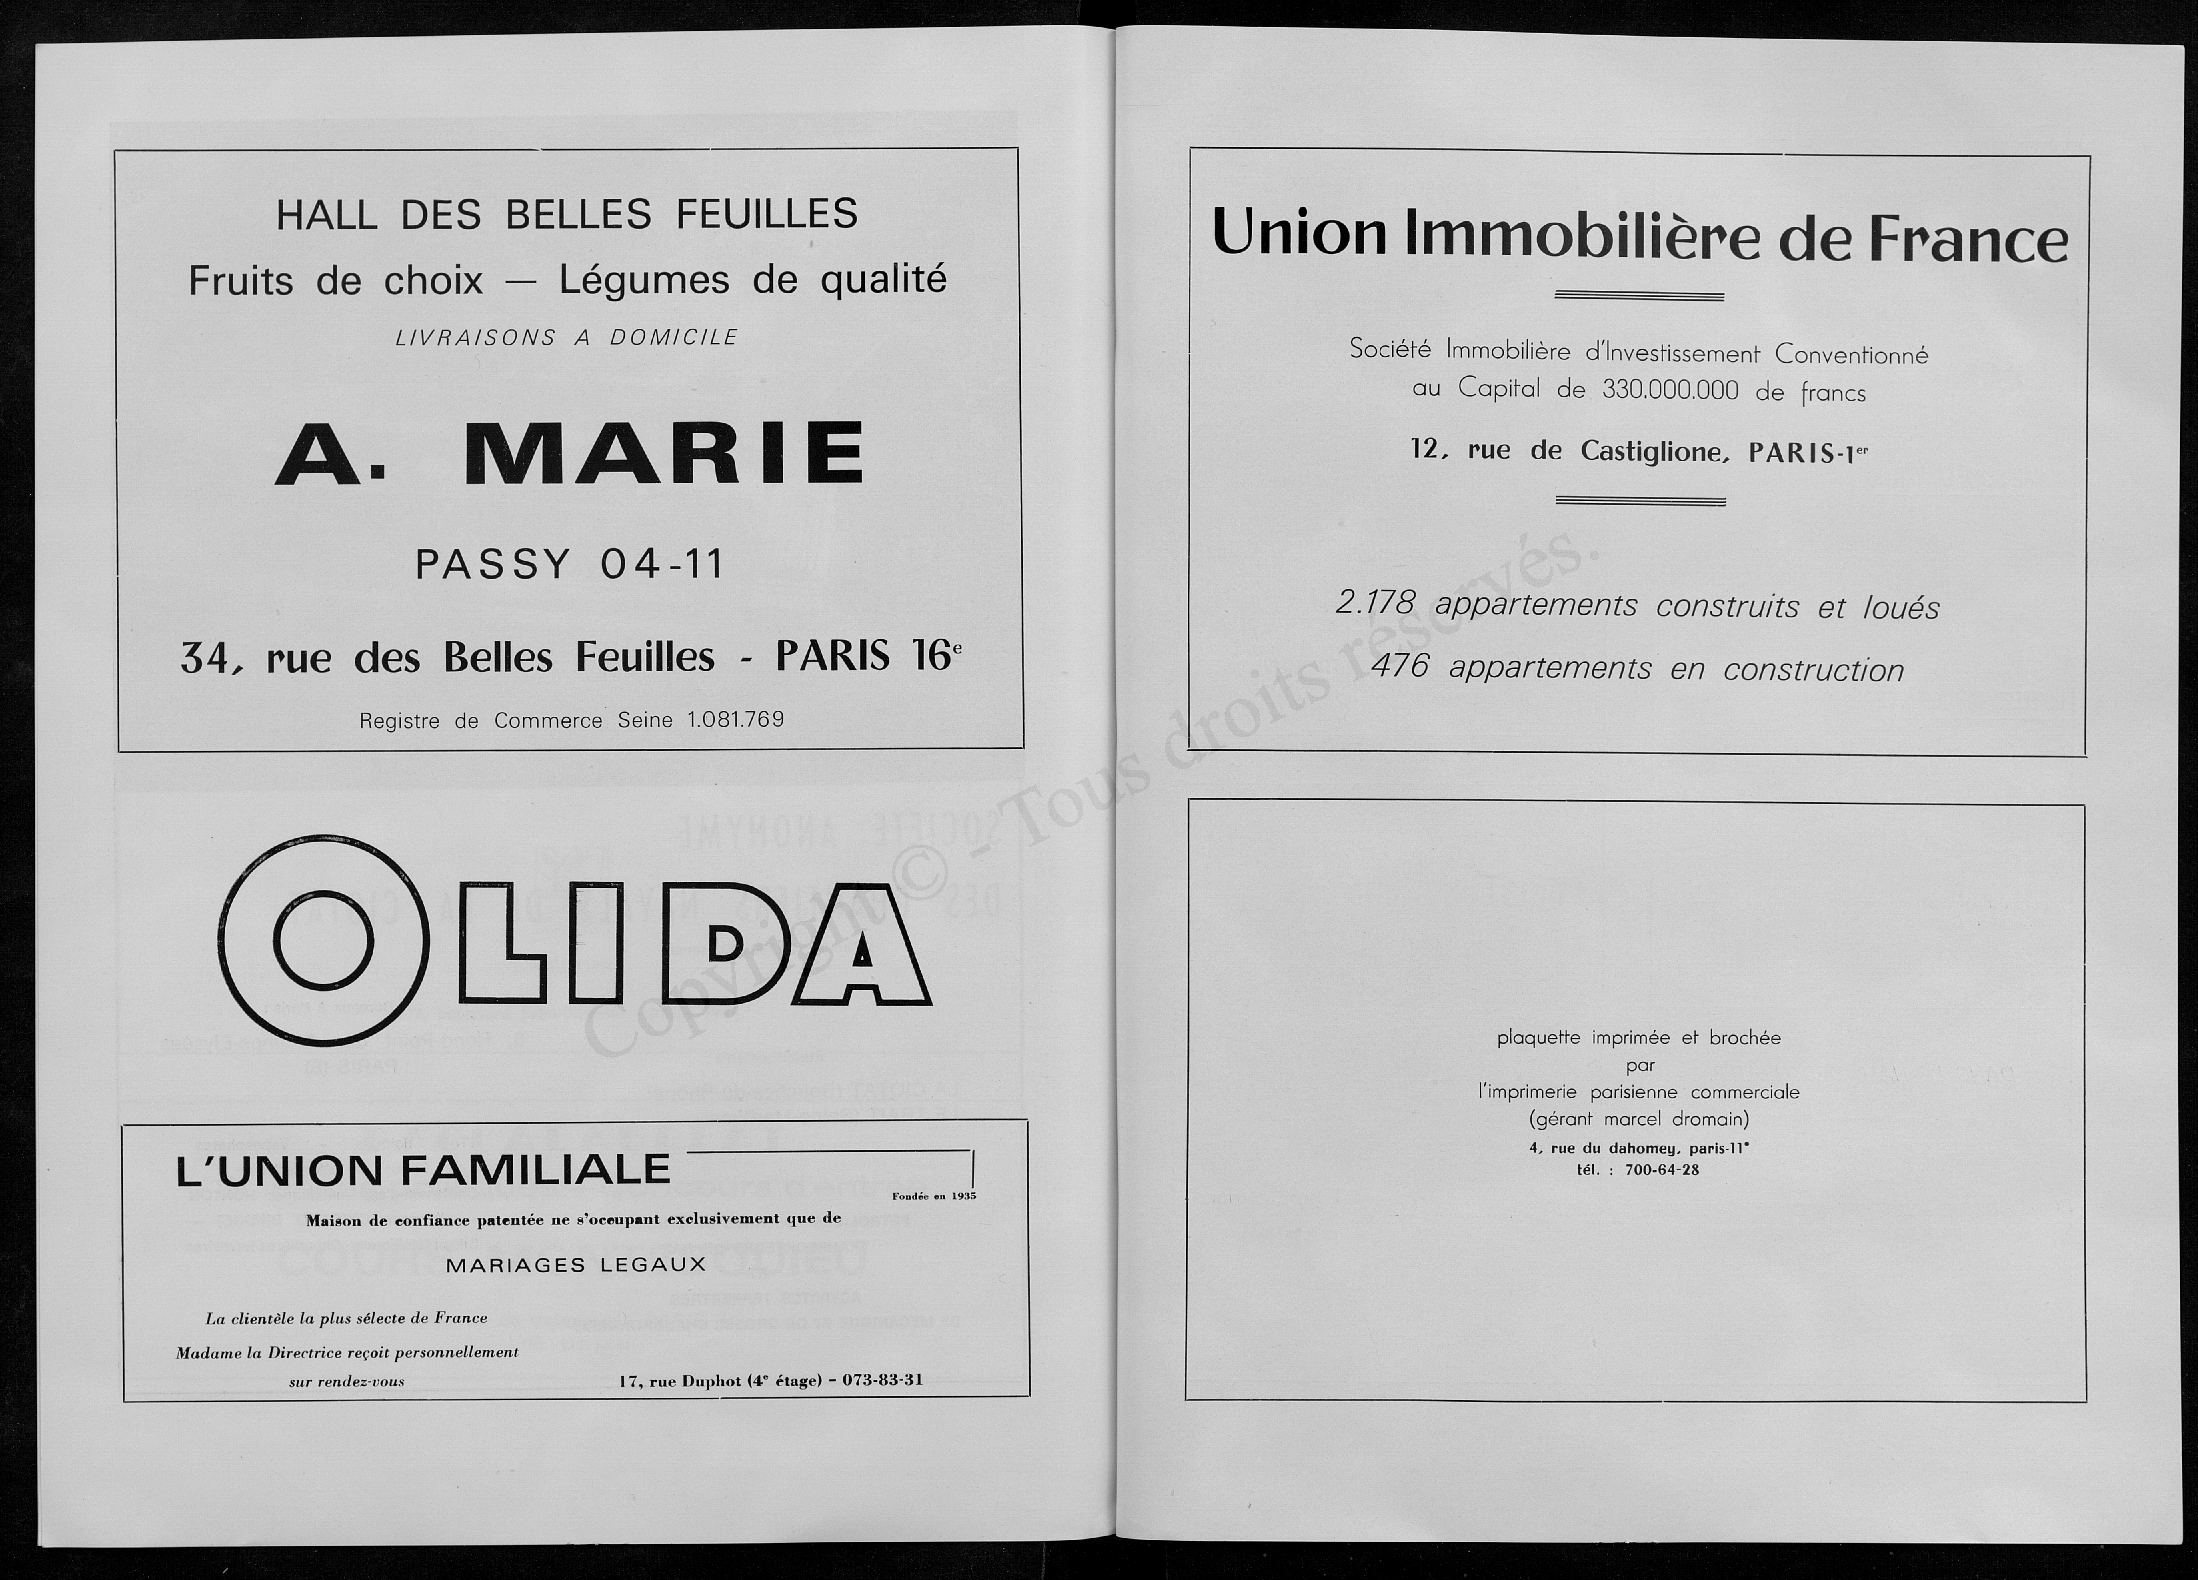 HALL DES BELLES FEUILLES
Fruits de choix — Légumes de qualité
LIVRAISONS A DOMICILE
A. MARIE
PASSY 04-11
34, rue des Belles Feuilles - PARIS 16e
Registre de Commerce Seine 1.081.769
OLIDA
L'UNION FAMILIALE
Fondée en 1935
Maison de confiance patentée ne s'occupant exclusivement que de
MARIAGES LEGAUX
La clientèle la plus sélecte de France
Madame la Directrice reçoit personnellement
sur rendez-vous
17, rue Duphot (4e étage) - 073-83-31
Union Immobilière de France
Société Immobilière d'Investissement Conventionné
au Capital de 330.000.000 de francs
12, rue de Castiglione, PARIS-1er
2.178 appartements construits et loués
476 appartements en construction
plaquette imprimée et brochée
par
l'imprimerie parisienne commerciale
(gérant marcel dromain)
4, rue du dahomey, paris-11e
tél. : 700-64-28
Copyright © - Tous droits réservés.